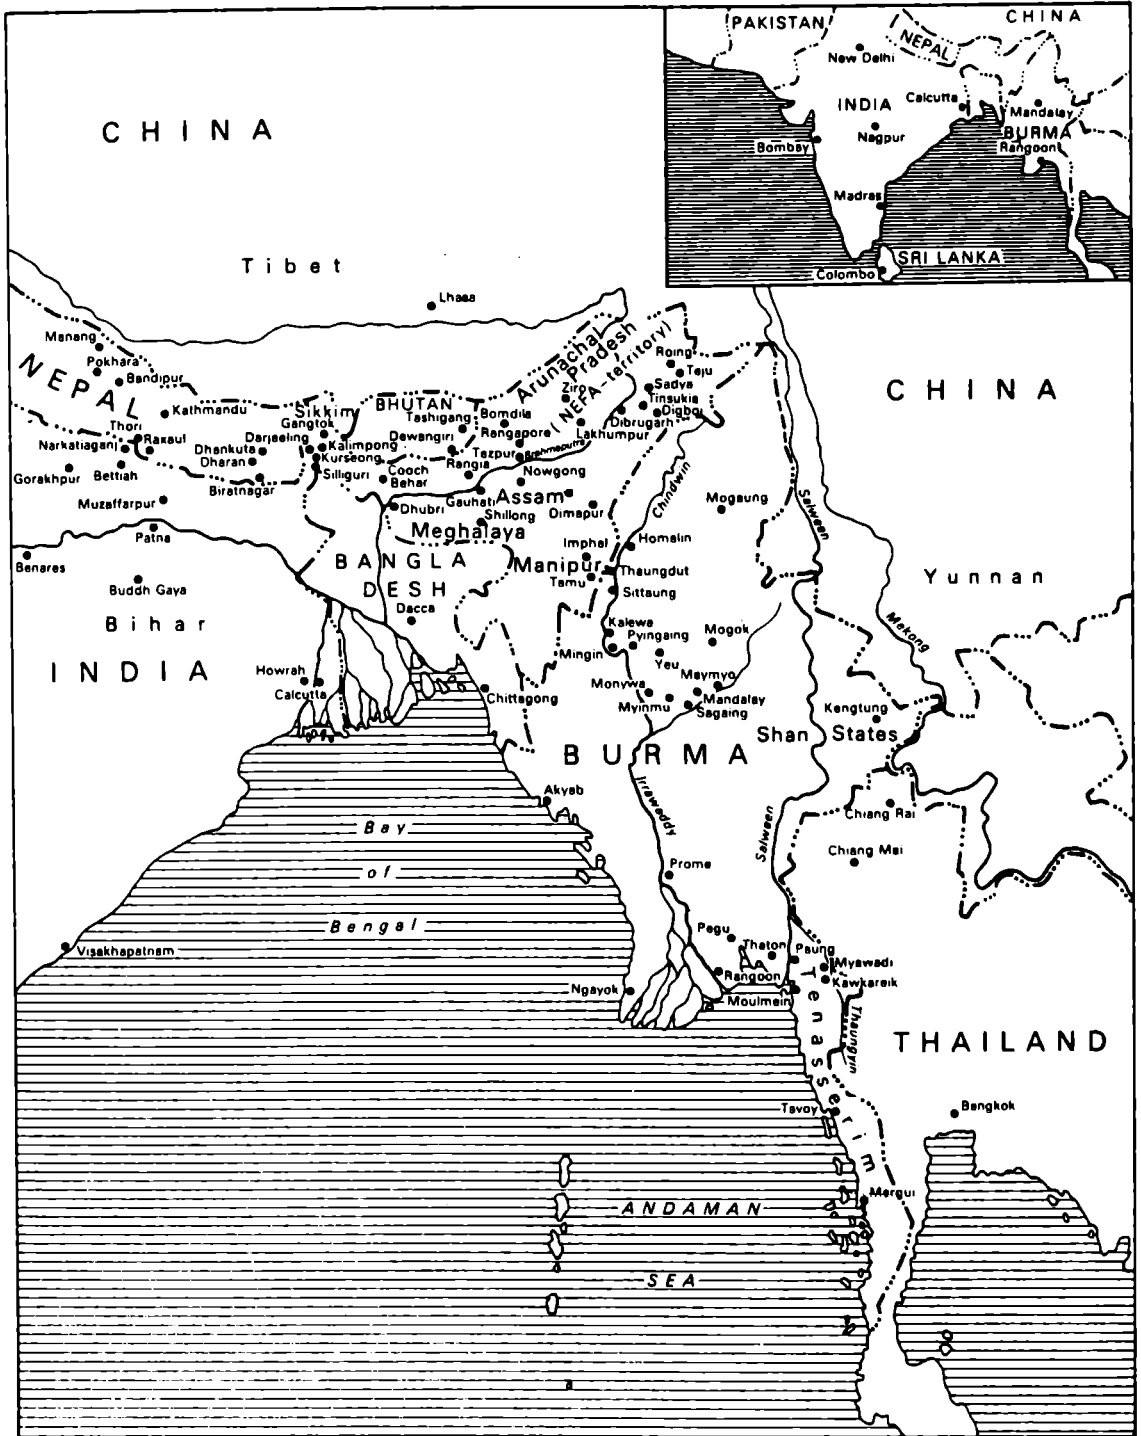 PAKISTAN
CHINA
NEPAL
New Delhi
INDIA
Calcutta
Mandalay
Nagpur
BURMA
Bombay
Rangoon
Madras
SRI LANKA
Colombo
CHINA
Tibet
Lhasa
Manang
Pokhara
Bandipur
NEPAL
Kathmandu
Thori
Raxaul
Narkatiaganj
Gorakhpur
Bettiah
Muzaffarpur
Dhankuta
Dharan
Biratnagar
Sikkim
Gangtok
Darjeeling
Kalimpong
Kurseong
Silliguri
BHUTAN
Tashigang
Dewangiri
Cooch
Behar
Rangia
Bomdila
Rangapore
Tezpur
Brahmaputra
Nowgong
Arunachal
Pradesh
(NEFA-territory)
Ziro
Lakhumpur
Roing
Teju
Sadya
Tinsukia
Digboi
Dibrugarh
CHINA
Gauhati
Assam
Dhubri
Shillong
Meghalaya
Dimapur
Chindwin
Mogaung
Salween
Patna
Benares
Buddh Gaya
Bihar
INDIA
BANGLA
DESH
Dacca
Imphal
Manipur
Tamu
Homalin
Thaungdut
Sittaung
Yunnan
Mekong
Kalewa
Pyingaing
Mogok
Mingin
Yeu
Maymyo
Monywa
Mandalay
Myinmu
Sagaing
Howrah
Calcutta
Chittagong
Kengtung
Shan States
BURMA
Akyab
Irrawaddy
Salween
Chiang Rai
Chiang Mai
Bay
of
Bengal
Prome
Visakhapatnam
Pegu
Thaton
Paung
Myawadi
Kawkareik
Rangoon
Ngayok
Moulmein
Thaungyin
Tenasserim
THAILAND
Tavoy
Bangkok
Mergui
ANDAMAN
SEA